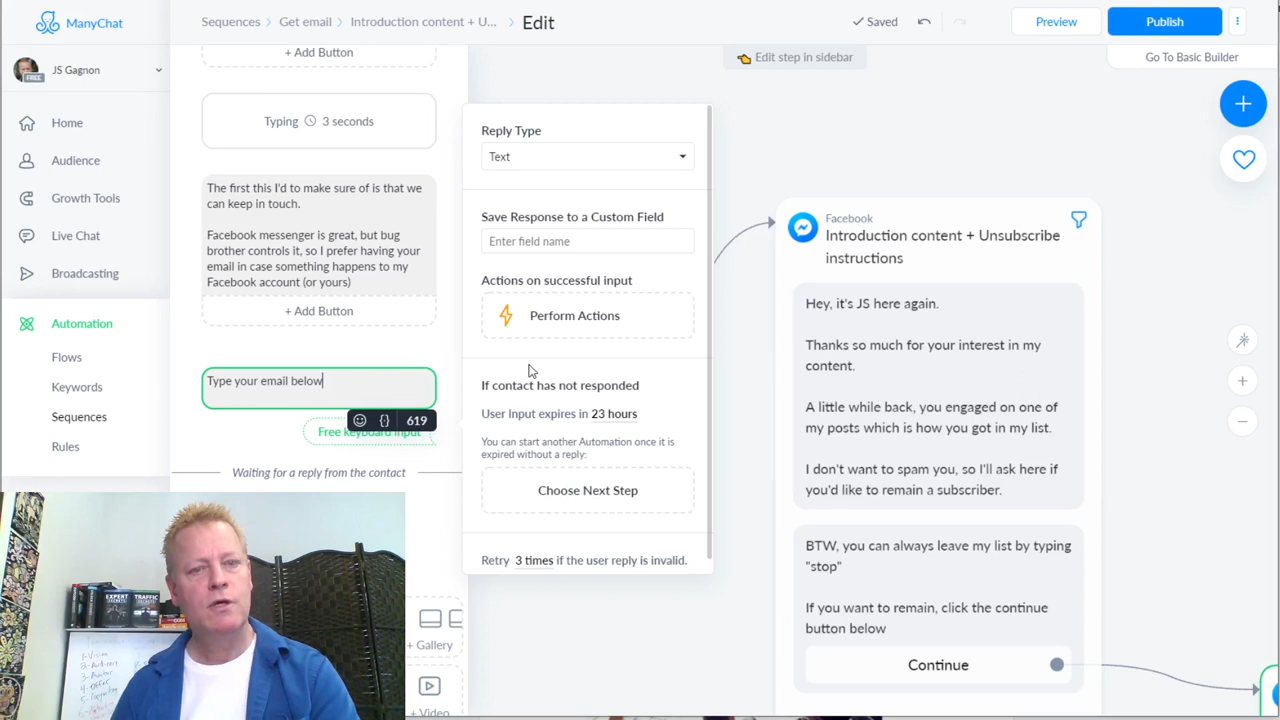 ManyChat
Sequences > Get email > Introduction content + U... > Edit
Saved
Preview
Publish
JS Gagnon
FREE
Home
Audience
Growth Tools
Live Chat
Broadcasting
Automation
Flows
Keywords
Sequences
Rules
+ Add Button
Typing 3 seconds
The first this I'd to make sure of is that we
can keep in touch.
Facebook messenger is great, but bug
brother controls it, so I prefer having your
email in case something happens to my
Facebook account (or yours)
+ Add Button
Type your email below
{} 619
Free keyboard input
Waiting for a reply from the contact
+ Gallery
+ Video
Reply Type
Text
Save Response to a Custom Field
Enter field name
Actions on successful input
Perform Actions
If contact has not responded
User Input expires in 23 hours
You can start another Automation once it is
expired without a reply:
Choose Next Step
Retry 3 times if the user reply is invalid.
Edit step in sidebar
Go To Basic Builder
Facebook
Introduction content + Unsubscribe
instructions
Hey, it's JS here again.
Thanks so much for your interest in my
content.
A little while back, you engaged on one of
my posts which is how you got in my list.
I don't want to spam you, so I'll ask here if
you'd like to remain a subscriber.
BTW, you can always leave my list by typing
"stop"
If you want to remain, click the continue
button below
Continue
EXPERT
SECRETS
TRAFFIC
SECRETS